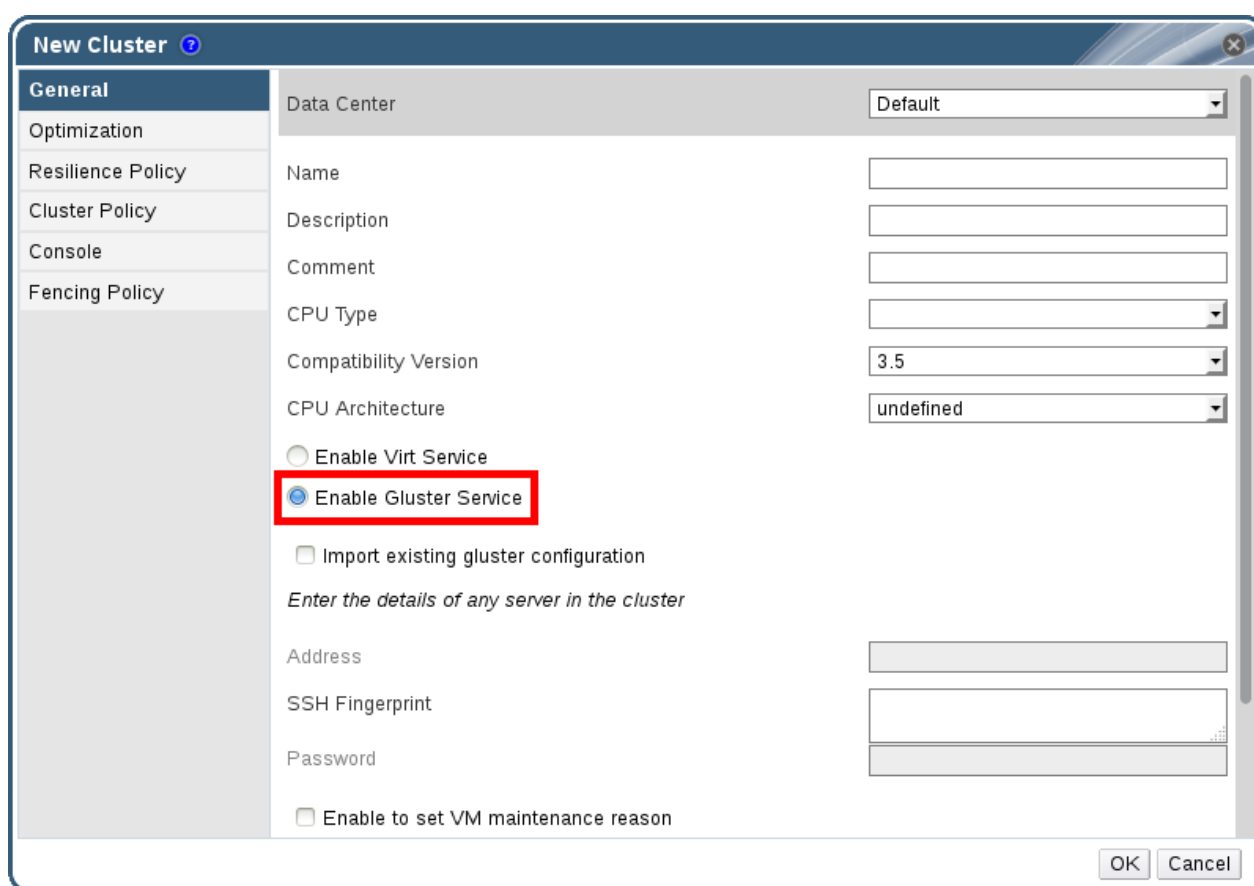 New Cluster ?
General
Optimization
Resilience Policy
Cluster Policy
Console
Fencing Policy
Data Center Default
Name
Description
Comment
CPU Type
Compatibility Version 3.5
CPU Architecture undefined
Enable Virt Service
Enable Gluster Service
Import existing gluster configuration
Enter the details of any server in the cluster
Address
SSH Fingerprint
Password
Enable to set VM maintenance reason
OK Cancel